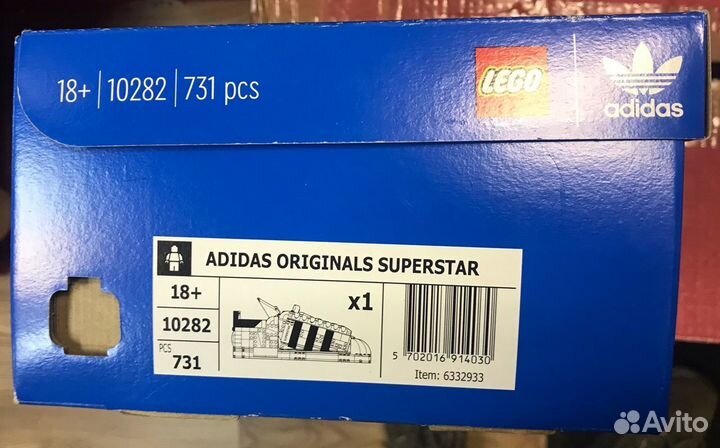 18+ | 10282 | 731 pcs
LEGO
adidas
ADIDAS ORIGINALS SUPERSTAR
18+
10282
PCS
731
x1
5 702016 914030
Item: 6332933
Avito